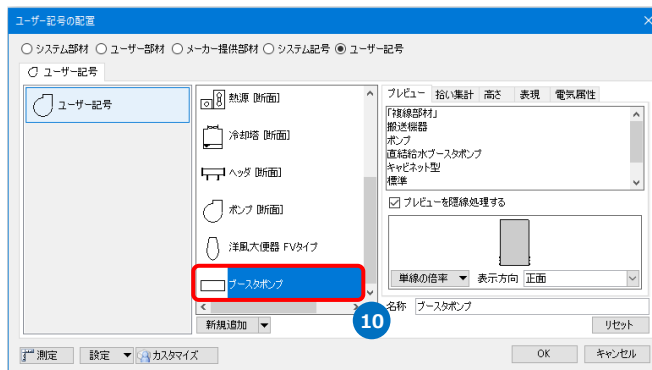 ユーザー記号の配置
システム部材 ユーザー部材 メーカー提供部材 システム記号 ユーザー記号
ユーザー記号
ユーザー記号
熱源 [断面]
冷却塔 [断面]
ヘッダ [断面]
ポンプ [断面]
洋風大便器 FVタイプ
ブースタポンプ
新規追加
プレビュー 拾い集計 高さ 表現 電気属性
「複線部材」
搬送機器
ポンプ
直結給水ブースタポンプ
キャビネット型
標準
プレビューを隠線処理する
単線の倍率 表示方向 正面
名称 ブースタポンプ
10
リセット
測定 設定 カスタマイズ
OK キャンセル